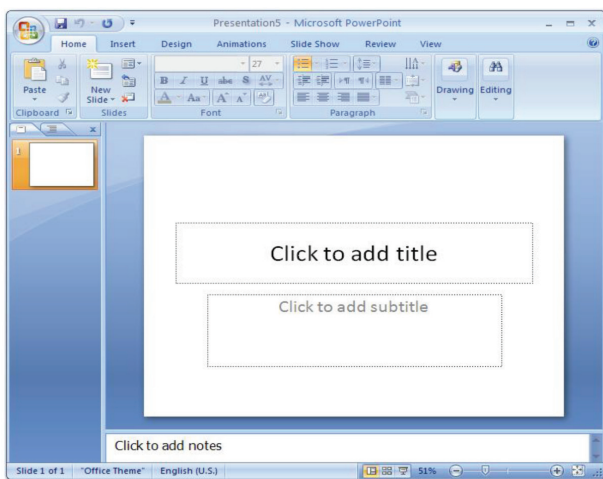 Presentation5 - Microsoft PowerPoint
Home Insert Design Animations Slide Show Review View
27
Paste New Slide B I U abc S AV Drawing Editing
A Aa A A
Clipboard Slides Font Paragraph
1
Click to add title
Click to add subtitle
Click to add notes
Slide 1 of 1 "Office Theme" English (U.S.) 51%